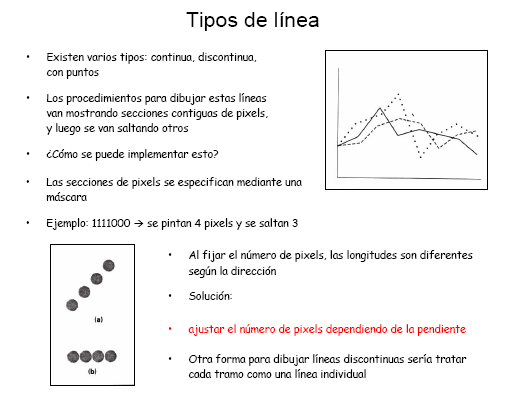 Tipos de línea
• Existen varios tipos: continua, discontinua,
con puntos
• Los procedimientos para dibujar estas líneas
van mostrando secciones contiguas de pixels,
y luego se van saltando otros
• ¿Cómo se puede implementar esto?
• Las secciones de pixels se especifican mediante una
máscara
• Ejemplo: 1111000 → se pintan 4 pixels y se saltan 3
(a)
(b)
• Al fijar el número de pixels, las longitudes son diferentes
según la dirección
• Solución:
• ajustar el número de pixels dependiendo de la pendiente
• Otra forma para dibujar líneas discontinuas sería tratar
cada tramo como una línea individual